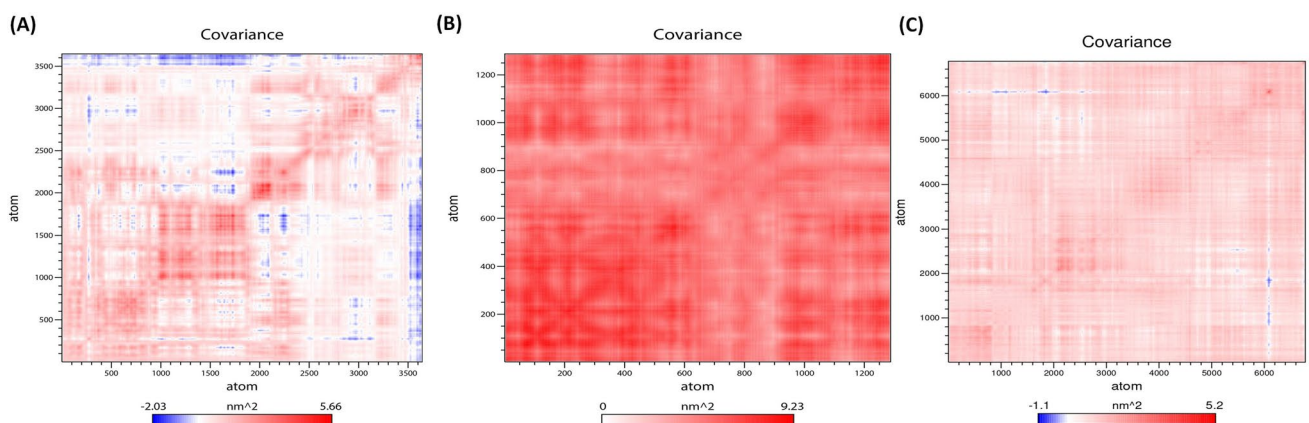 (A)
Covariance
3500
3000
2500
2000
1500
1000
500
atom
500 1000 1500 2000 2500 3000 3500
atom
-2.03 nm^2 5.66
(B)
Covariance
1200
1000
800
600
400
200
atom
200 400 600 800 1000 1200
atom
0 nm^2 9.23
(C)
Covariance
6000
5000
4000
3000
2000
1000
atom
1000 2000 3000 4000 5000 6000
atom
-1.1 nm^2 5.2